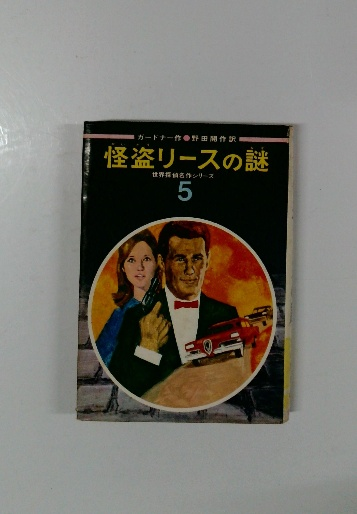 ガードナー作●野田開作訳
怪盗リースの謎
世界探偵名作シリーズ
5